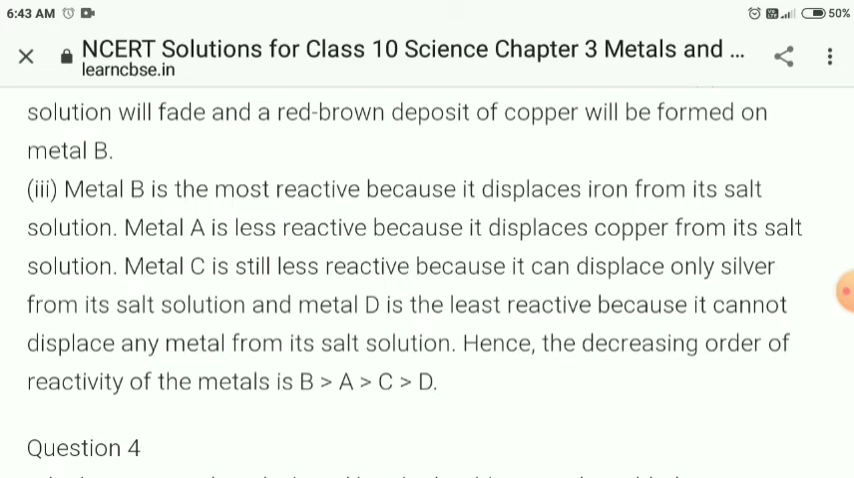 6:43 AM
50%
NCERT Solutions for Class 10 Science Chapter 3 Metals and ...
learncbse.in
solution will fade and a red-brown deposit of copper will be formed on
metal B.
(iii) Metal B is the most reactive because it displaces iron from its salt
solution. Metal A is less reactive because it displaces copper from its salt
solution. Metal C is still less reactive because it can displace only silver
from its salt solution and metal D is the least reactive because it cannot
displace any metal from its salt solution. Hence, the decreasing order of
reactivity of the metals is B > A > C > D.
Question 4